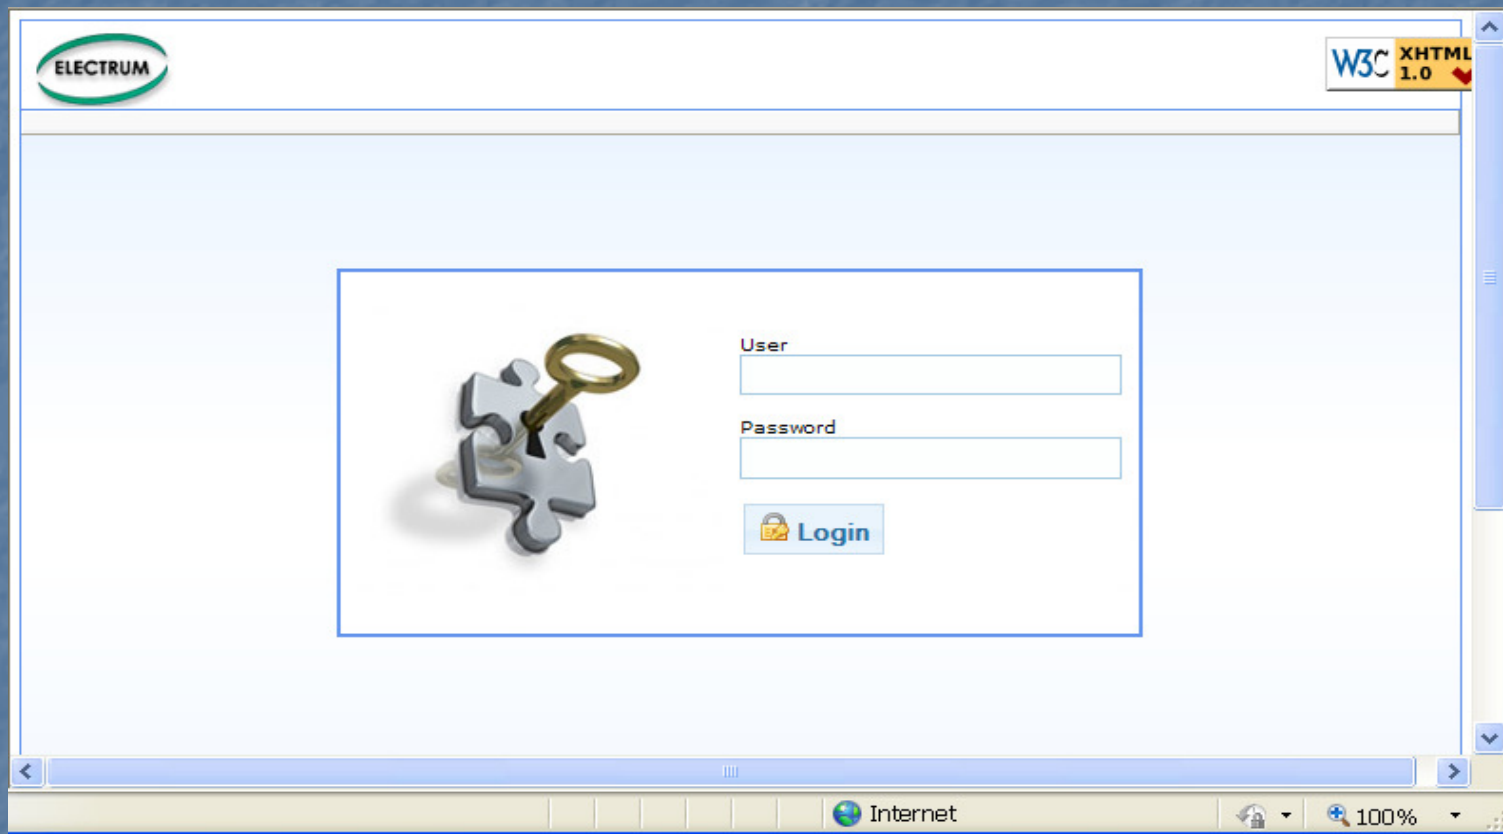 ELECTRUM
W3C XHTML 1.0
User
Password
Login
Internet
100%